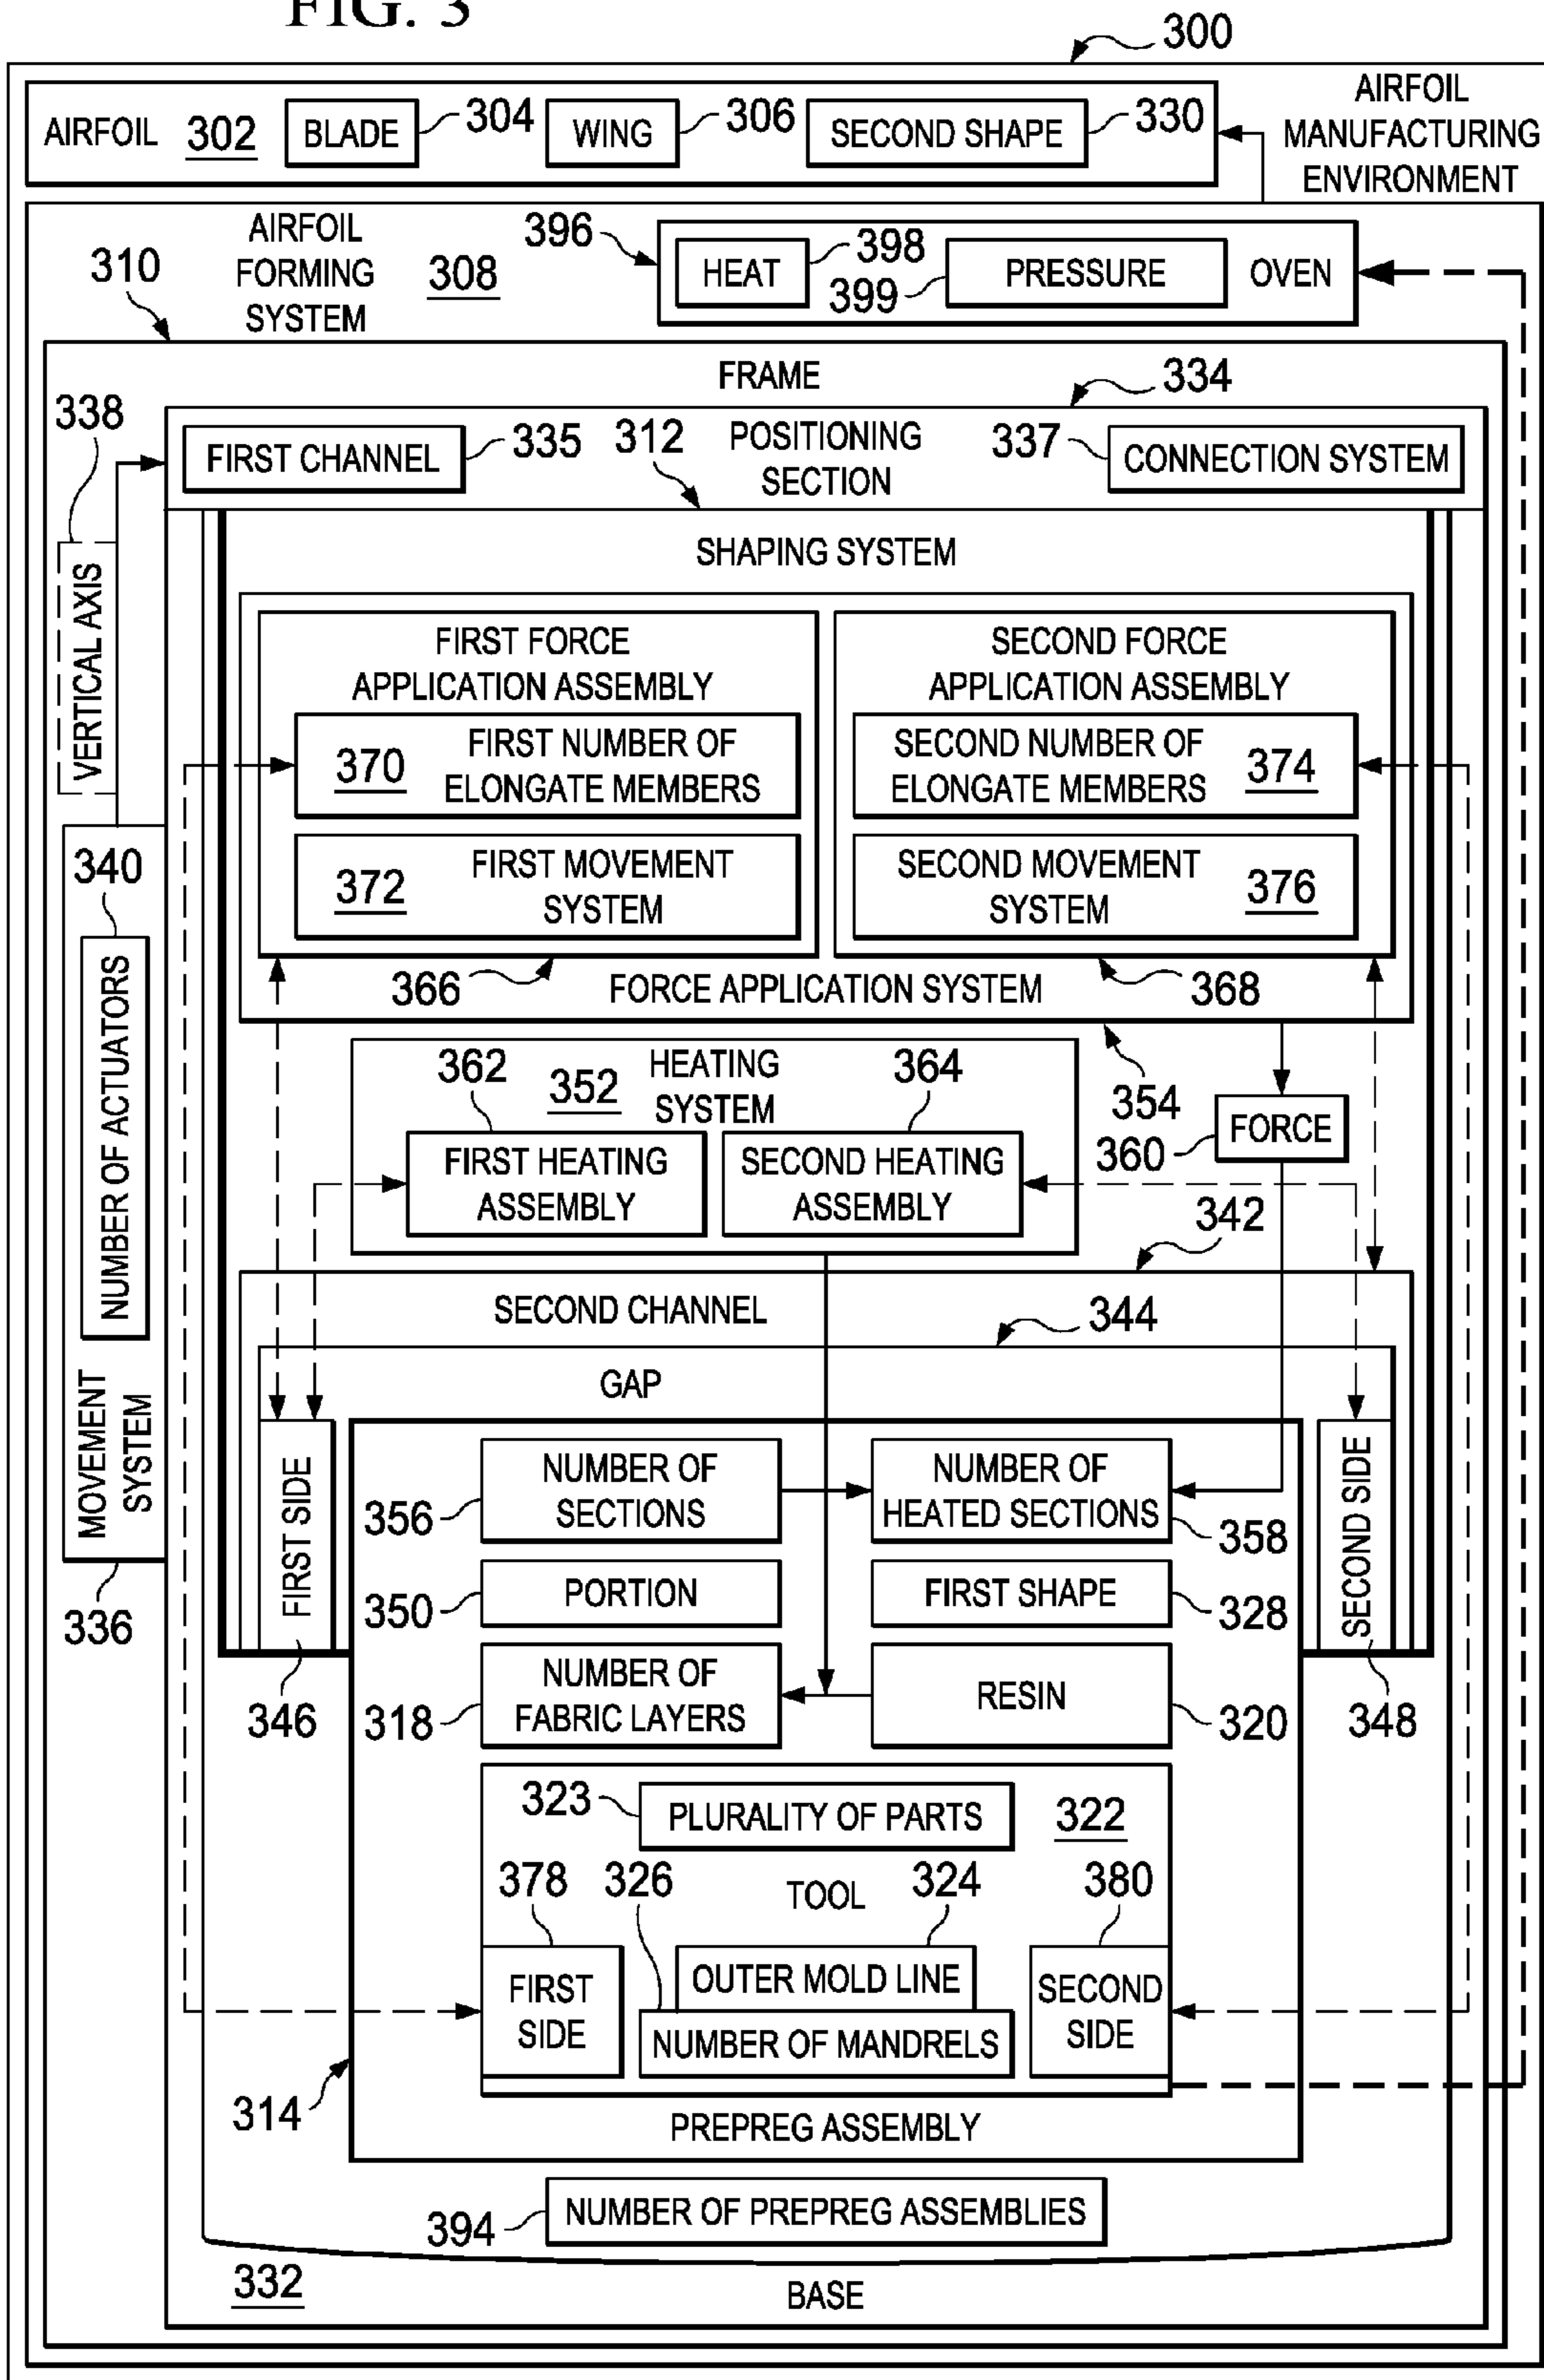 FIG. 3
300
AIRFOIL 302 BLADE 304 WING 306 SECOND SHAPE 330
AIRFOIL
MANUFACTURING
ENVIRONMENT
AIRFOIL
FORMING
SYSTEM
308
310
396
HEAT 398
399 PRESSURE OVEN
FRAME
334
338
FIRST CHANNEL 335
312
POSITIONING
SECTION
337 CONNECTION SYSTEM
SHAPING SYSTEM
VERTICAL AXIS
FIRST FORCE
APPLICATION ASSEMBLY
370 FIRST NUMBER OF
ELONGATE MEMBERS
372 FIRST MOVEMENT
SYSTEM
366
SECOND FORCE
APPLICATION ASSEMBLY
SECOND NUMBER OF
ELONGATE MEMBERS 374
SECOND MOVEMENT
SYSTEM 376
368
FORCE APPLICATION SYSTEM
354
340
NUMBER OF ACTUATORS
MOVEMENT
SYSTEM
336
362 352 HEATING
SYSTEM
364
FIRST HEATING
ASSEMBLY
SECOND HEATING
ASSEMBLY
FORCE
360
342
SECOND CHANNEL
344
GAP
FIRST SIDE
346
SECOND SIDE
348
NUMBER OF
SECTIONS
356
NUMBER OF
HEATED SECTIONS
358
350 PORTION
FIRST SHAPE 328
NUMBER OF
FABRIC LAYERS
318
RESIN 320
323 PLURALITY OF PARTS 322
378 326 TOOL 324 380
FIRST
SIDE
OUTER MOLD LINE
NUMBER OF MANDRELS
SECOND
SIDE
314
PREPREG ASSEMBLY
394 NUMBER OF PREPREG ASSEMBLIES
332
BASE